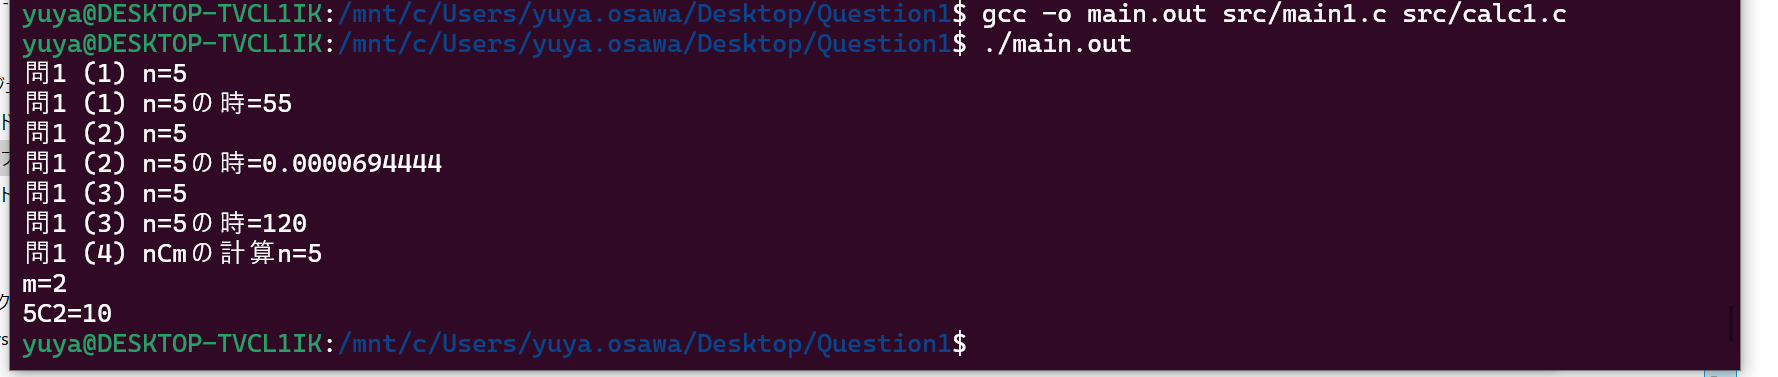 yuya@DESKTOP-TVCL1IK:/mnt/c/Users/yuya.osawa/Desktop/Question1$ gcc -o main.out src/main1.c src/calc1.c
yuya@DESKTOP-TVCL1IK:/mnt/c/Users/yuya.osawa/Desktop/Question1$ ./main.out
問1 (1) n=5
問1 (1) n=5の時=55
問1 (2) n=5
問1 (2) n=5の時=0.0000694444
問1 (3) n=5
問1 (3) n=5の時=120
問1 (4) nCmの計算n=5
m=2
5C2=10
yuya@DESKTOP-TVCL1IK:/mnt/c/Users/yuya.osawa/Desktop/Question1$